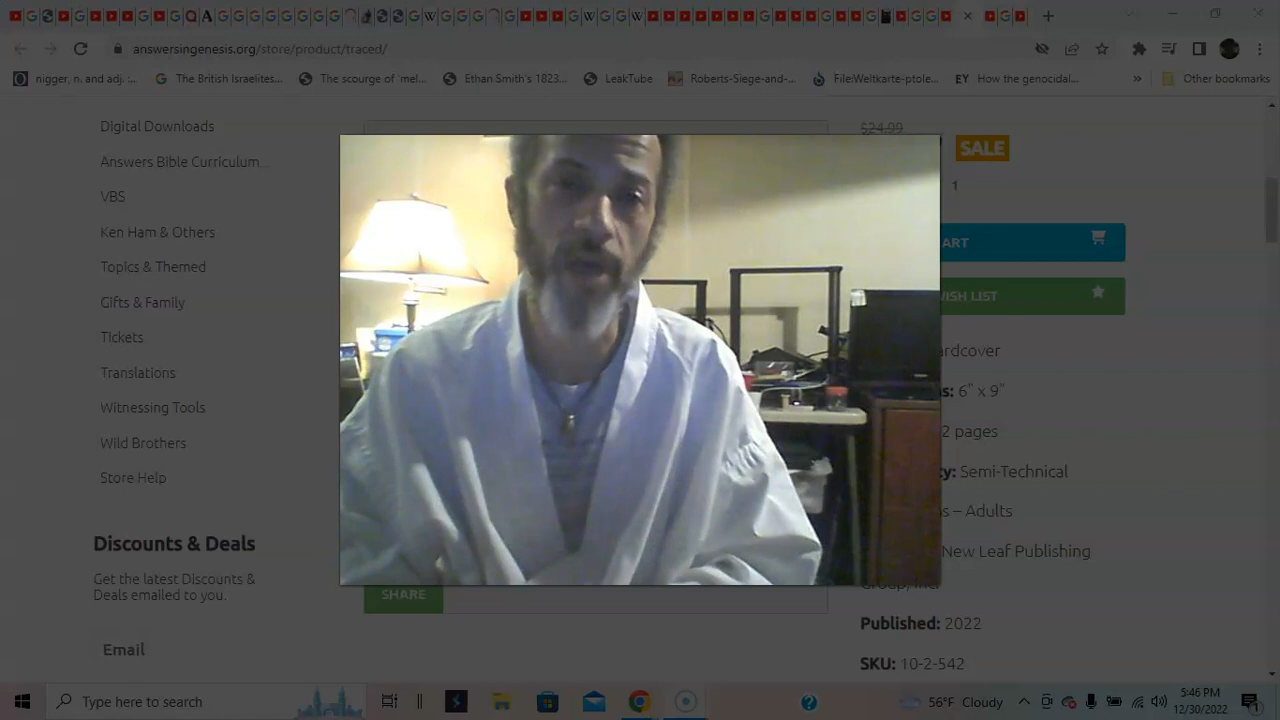 answersingenesis.org/store/product/traced/
nigger, n. and adj. :...
The British Israelites...
The scourge of 'mel...
Ethan Smith's 1823...
LeakTube
Roberts-Siege-and-...
File:Weltkarte-ptole...
EY How the genocidal...
»
Other bookmarks
Digital Downloads
Answers Bible Curriculum
VBS
Ken Ham & Others
Topics & Themed
Gifts & Family
Tickets
Translations
Witnessing Tools
Wild Brothers
Store Help
Discounts & Deals
Get the latest Discounts &
Deals emailed to you.
Email
SHARE
$24.99
SALE
1
ART
ISH LIST
ardcover
s: 6" x 9"
2 pages
y: Semi-Technical
s – Adults
New Leaf Publishing
Published: 2022
SKU: 10-2-542
Type here to search
56°F Cloudy
5:46 PM
12/30/2022